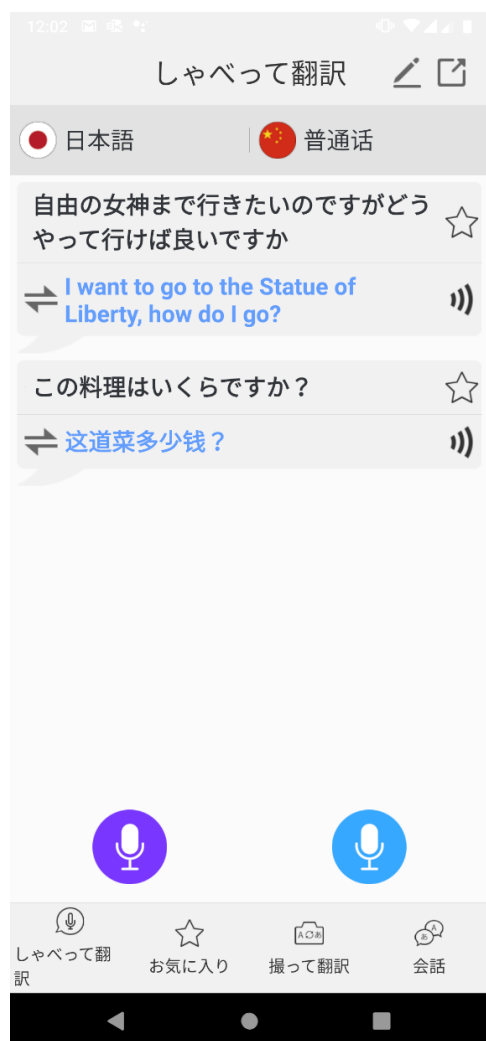 12:02
しゃべって翻訳
日本語
普通话
自由の女神まで行きたいのですがどう
やって行けば良いですか
I want to go to the Statue of
Liberty, how do I go?
この料理はいくらですか？
这道菜多少钱？
しゃべって翻
訳
お気に入り
A あ
撮って翻訳
A
あ
会話